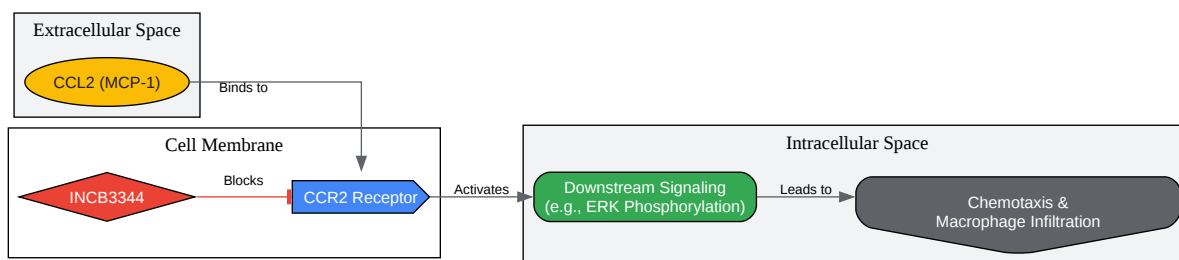 Extracellular Space
CCL2 (MCP-1)
Binds to
Cell Membrane
INCB3344
Blocks
CCR2 Receptor
Activates
Intracellular Space
Downstream Signaling
(e.g., ERK Phosphorylation)
Leads to
Chemotaxis &
Macrophage Infiltration